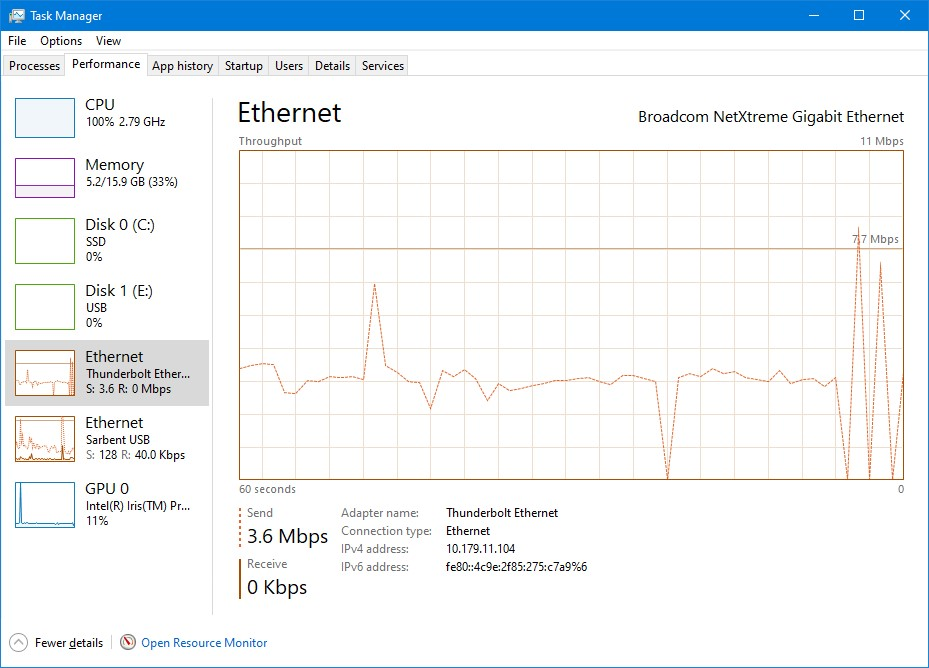 Task Manager
File Options View
Processes Performance App history Startup Users Details Services
CPU
100% 2.79 GHz
Memory
5.2/15.9 GB (33%)
Disk 0 (C:)
SSD
0%
Disk 1 (E:)
USB
0%
Ethernet
Thunderbolt Ether...
S: 3.6 R: 0 Mbps
Ethernet
Sarbent USB
S: 128 R: 40.0 Kbps
GPU 0
Intel(R) Iris(TM) Pr...
11%
Ethernet
Broadcom NetXtreme Gigabit Ethernet
Throughput
11 Mbps
7.7 Mbps
60 seconds
0
Send
3.6 Mbps
Receive
0 Kbps
Adapter name: Thunderbolt Ethernet
Connection type: Ethernet
IPv4 address: 10.179.11.104
IPv6 address: fe80::4c9e:2f85:275:c7a9%6
Fewer details
Open Resource Monitor